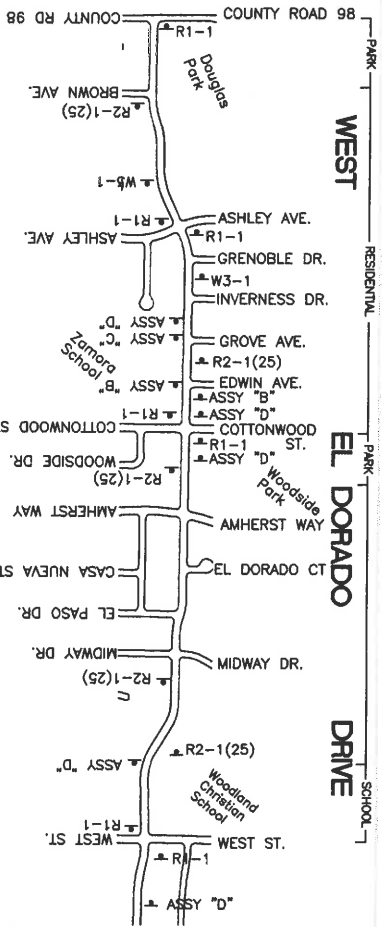 COUNTY RD 98
COUNTY ROAD 98
R1-1
PARK
Douglas
Park
BROWN AVE.
R2-1(25)
WEST
W3-1
R1-1
ASHLEY AVE.
ASHLEY AVE.
R1-1
GRENOBLE DR.
RESIDENTIAL
W3-1
INVERNESS DR.
ASSY "D"
ASSY "C"
GROVE AVE.
Zamora
School
R2-1(25)
ASSY "B"
EDWIN AVE.
ASSY "B"
R1-1
ASSY "D"
COTTONWOOD ST
COTTONWOOD
ST.
R1-1
EL DORADO
PARK
WOODSIDE DR.
ASSY "D"
R2-1(25)
Woodside
Park
AMHERST WAY
AMHERST WAY
CASA NUEVA ST
EL DORADO CT
EL PASO DR.
MIDWAY DR.
MIDWAY DR.
R2-1(25)
DRIVE
R2-1(25)
ASSY "D"
Woodland
Christian
School
SCHOOL
R1-1
WEST ST.
WEST ST.
R1-1
ASSY "D"